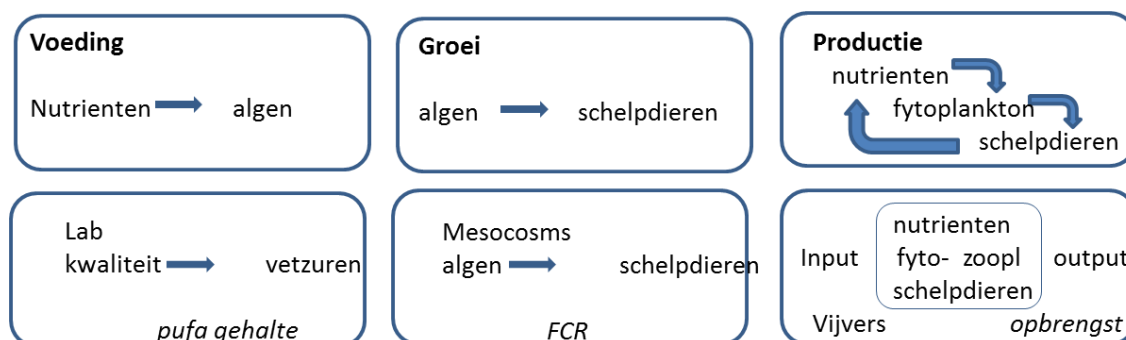 Voeding
Nutrienten algen
Groei
algen schelpdieren
Productie
nutrienten
fytoplankton
schelpdieren
Lab
kwaliteit vetzuren
pufa gehalte
Mesocosms
algen schelpdieren
FCR
nutrienten
Input fyto- zoopl output
schelpdieren
Vijvers opbrengst